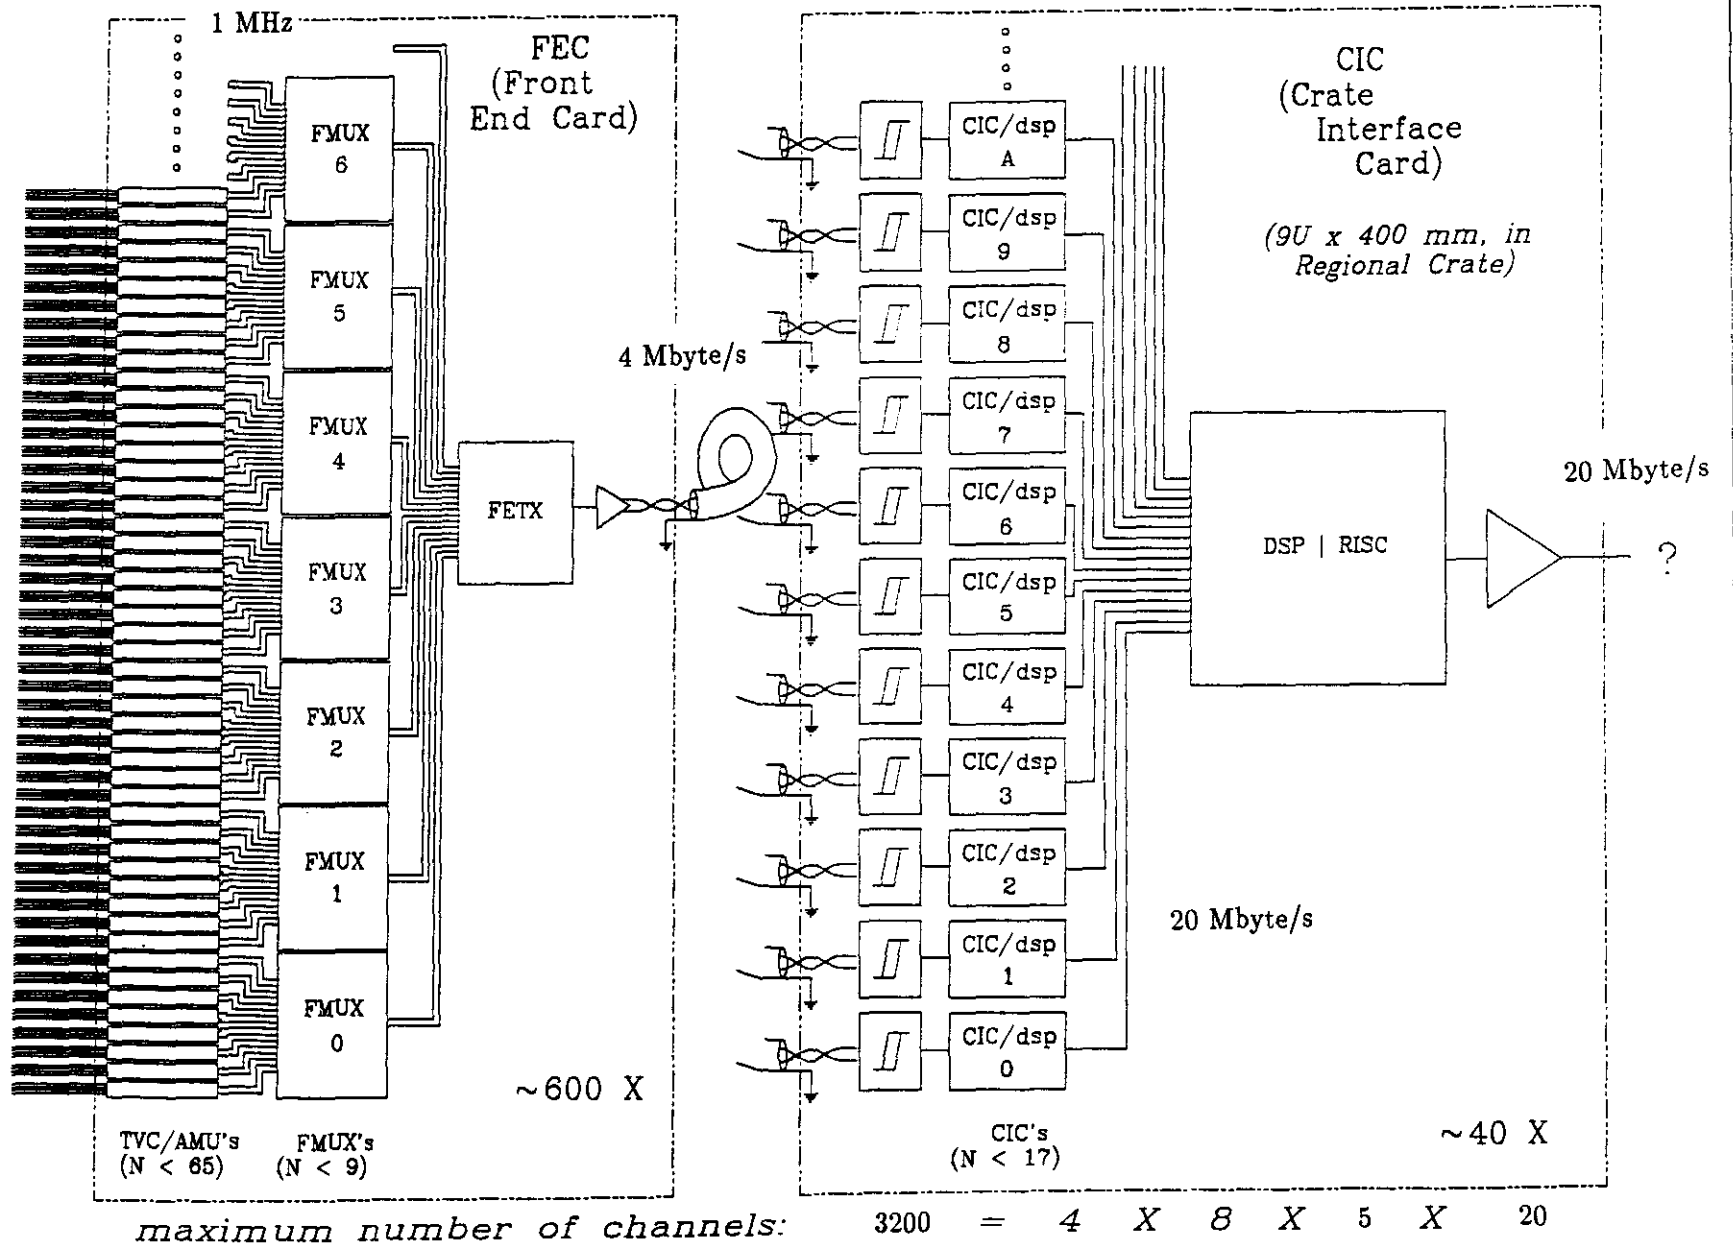 1 MHz
FEC
(Front
End Card)
FMUX
6
FMUX
5
FMUX
4
FMUX
3
FMUX
2
FMUX
1
FMUX
0
FETX
4 Mbyte/s
~600 X
TVC/AMU's
(N < 65)
FMUX's
(N < 9)
CIC
(Crate
Interface
Card)
(9U x 400 mm, in
Regional Crate)
CIC/dsp
A
CIC/dsp
9
CIC/dsp
8
CIC/dsp
7
CIC/dsp
6
CIC/dsp
5
CIC/dsp
4
CIC/dsp
3
CIC/dsp
2
CIC/dsp
1
CIC/dsp
0
DSP | RISC
20 Mbyte/s
?
20 Mbyte/s
CIC's
(N < 17)
~40 X
maximum number of channels: 3200 = 4 X 8 X 5 X 20